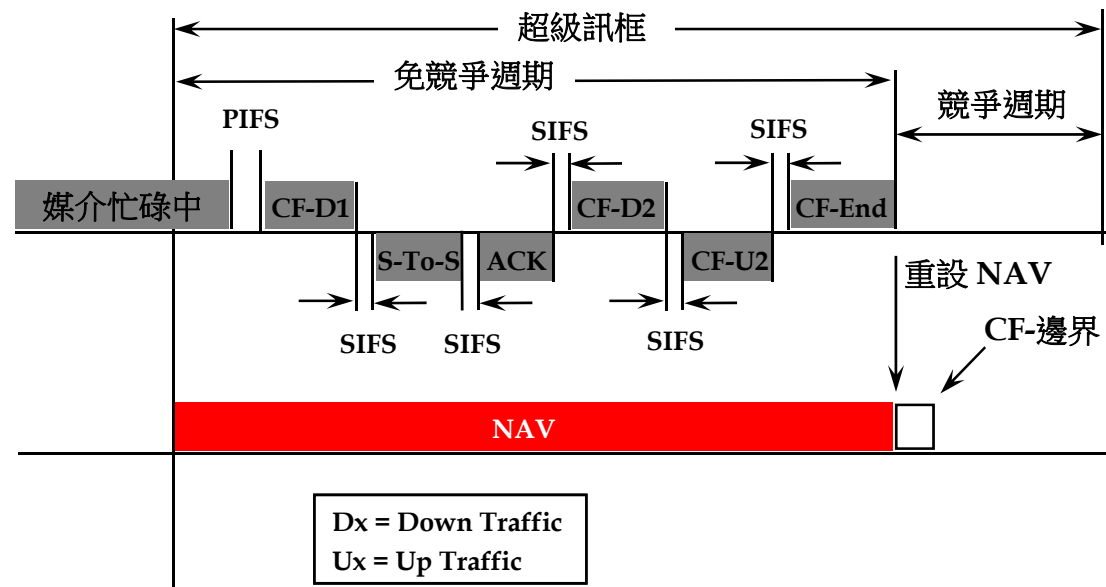 超級訊框
免競爭週期
競爭週期
PIFS
SIFS
SIFS
媒介忙碌中
CF-D1
CF-D2
CF-End
S-To-S
ACK
CF-U2
重設 NAV
SIFS
SIFS
SIFS
CF-邊界
NAV
Dx = Down Traffic
Ux = Up Traffic